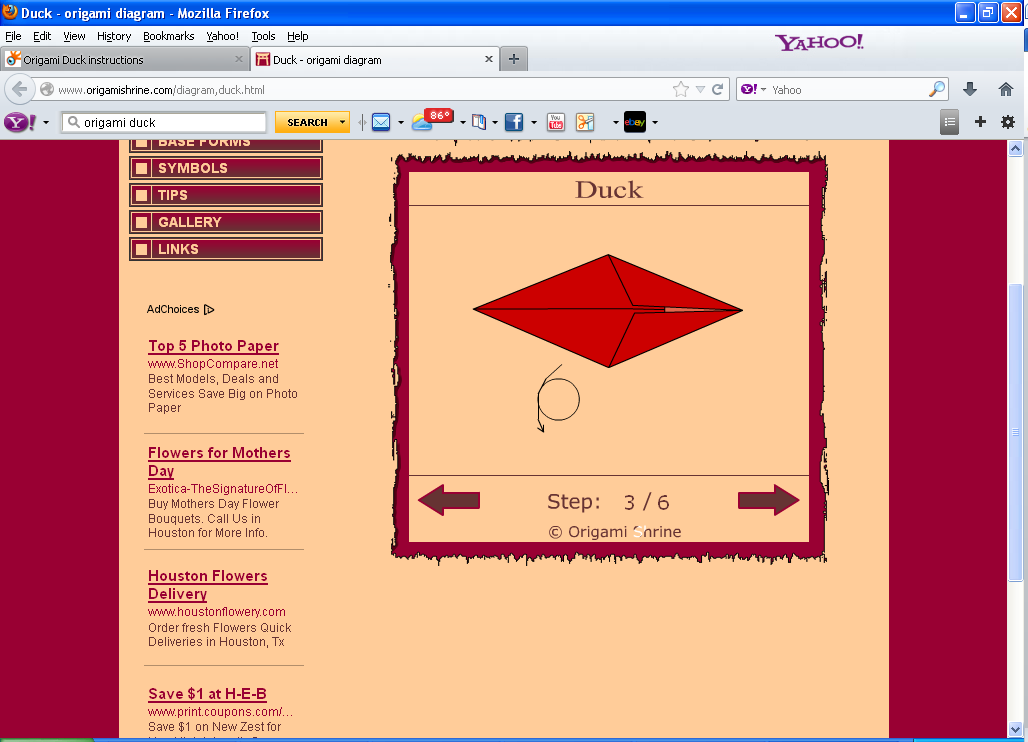 Duck - origami diagram - Mozilla Firefox
File Edit View History Bookmarks Yahoo! Tools Help
YAHOO!
Origami Duck instructions
Duck - origami diagram
www.origamishrine.com/diagram,duck.html
Y! Yahoo
Y! origami duck SEARCH 86° You Tube ebay
BASE FORMS
SYMBOLS
TIPS
GALLERY
LINKS
AdChoices
Top 5 Photo Paper
www.ShopCompare.net
Best Models, Deals and
Services Save Big on Photo
Paper
Flowers for Mothers
Day
Exotica-TheSignatureOfFl...
Buy Mothers Day Flower
Bouquets. Call Us in
Houston for More Info.
Houston Flowers
Delivery
www.houstonflowery.com
Order fresh Flowers Quick
Deliveries in Houston, Tx
Save $1 at H-E-B
www.print.coupons.com/...
Save $1 on New Zest for
Duck
Step: 3 / 6
© Origami Shrine